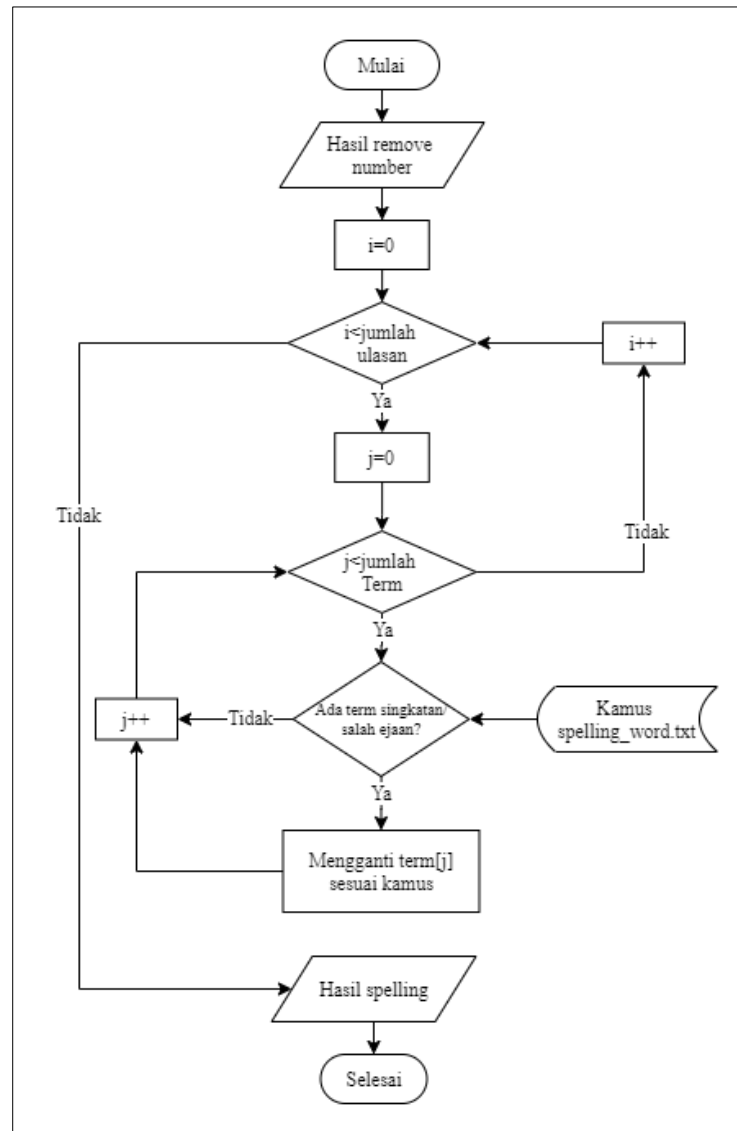 Mulai
Hasil remove
number
i=0
i<jumlah
ulasan
i++
Ya
j=0
Tidak
Tidak
j<jumlah
Term
Ya
j++
Tidak
Ada term singkatan/
salah ejaan?
Kamus
spelling_word.txt
Ya
Mengganti term[j]
sesuai kamus
Hasil spelling
Selesai